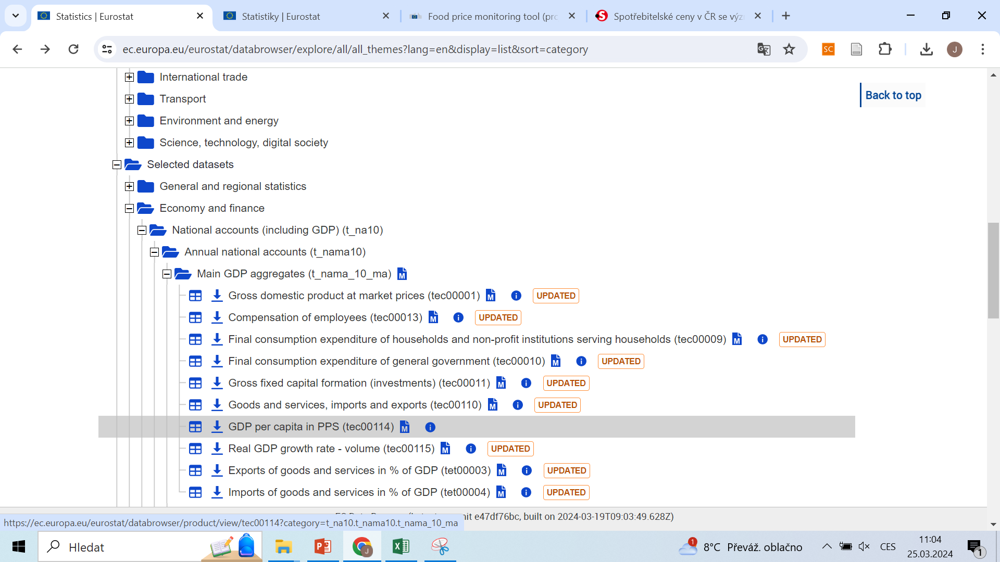 Statistics | Eurostat
Statistiky | Eurostat
Food price monitoring tool (prc
Spotřebitelské ceny v ČR se význ
ec.europa.eu/eurostat/databrowser/explore/all/all_themes?lang=en&display=list&sort=category
SC
J
International trade
Back to top
Transport
Environment and energy
Science, technology, digital society
Selected datasets
General and regional statistics
Economy and finance
National accounts (including GDP) (t_na10)
Annual national accounts (t_nama10)
Main GDP aggregates (t_nama_10_ma) M
Gross domestic product at market prices (tec00001) M i UPDATED
Compensation of employees (tec00013) M i UPDATED
Final consumption expenditure of households and non-profit institutions serving households (tec00009) M i UPDATED
Final consumption expenditure of general government (tec00010) M i UPDATED
Gross fixed capital formation (investments) (tec00011) M i UPDATED
Goods and services, imports and exports (tec00110) M i UPDATED
GDP per capita in PPS (tec00114) M i
Real GDP growth rate - volume (tec00115) M i UPDATED
Exports of goods and services in % of GDP (tet00003) M i UPDATED
Imports of goods and services in % of GDP (tet00004) M i UPDATED
e47df76bc, built on 2024-03-19T09:03:49.628Z)
https://ec.europa.eu/eurostat/databrowser/product/view/tec00114?category=t_na10.t_nama10.t_nama_10_ma
Hledat
J
1
8°C Převáž. oblačno
CES
11:04
25.03.2024
1